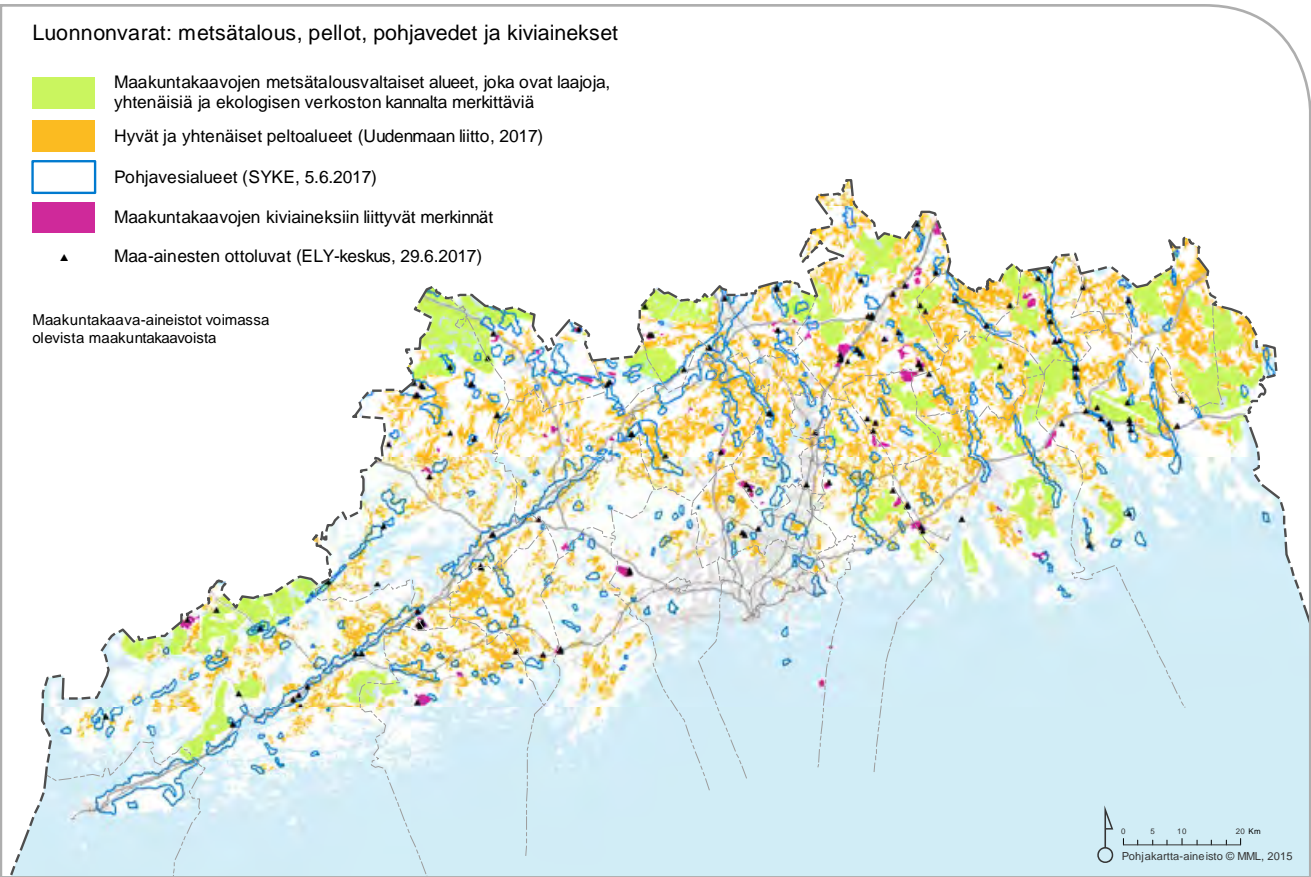 Luonnonvarat: metsätalous, pellot, pohjavedet ja kiviainekset
Maakuntakaavojen metsätalousvaltaiset alueet, joka ovat laajoja,
yhtenäisiä ja ekologisen verkoston kannalta merkittäviä
Hyvät ja yhtenäiset peltoalueet (Uudenmaan liitto, 2017)
Pohjavesialueet (SYKE, 5.6.2017)
Maakuntakaavojen kiviaineksiin liittyvät merkinnät
Maa-ainesten ottoluvat (ELY-keskus, 29.6.2017)
Maakuntakaava-aineistot voimassa
olevista maakuntakaavoista
0 5 10 20 Km
Pohjakartta-aineisto © MML, 2015